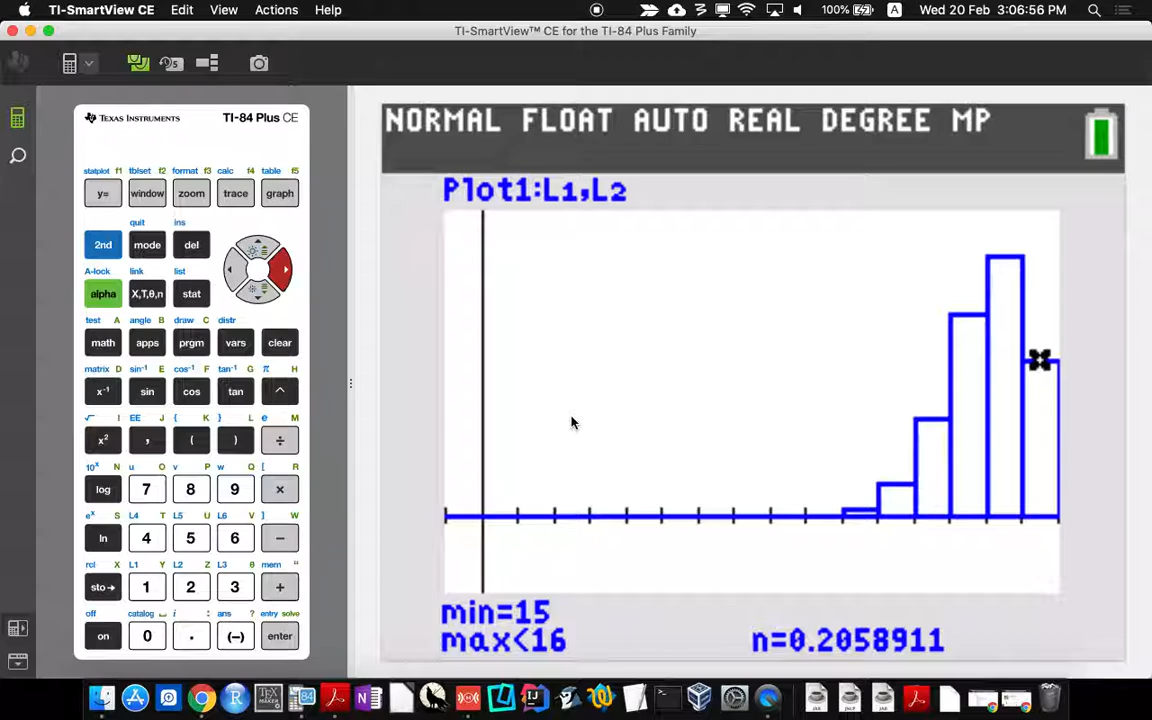 TI-SmartView CE Edit View Actions Help 100% A Wed 20 Feb 3:06:56 PM
TI-SmartView™ CE for the TI-84 Plus Family
TEXAS INSTRUMENTS TI-84 Plus CE
NORMAL FLOAT AUTO REAL DEGREE MP
Plot1:L1,L2
statplot f1 tblset f2 format f3 calc f4 table f5
y= window zoom trace graph
quit ins
2nd mode del
A-lock link list
alpha X,T,θ,n stat
test A angle B draw C distr
math apps prgm vars clear
matrix D sin⁻¹ E cos⁻¹ F tan⁻¹ G π H
x⁻¹ sin cos tan ^
√ I EE J { K } L e M
x² , ( ) ÷
10ˣ N u O v P w Q [ R
log 7 8 9 ×
eˣ S L4 T L5 U L6 V ] W
ln 4 5 6 −
rcl X L1 Y L2 Z L3 θ mem "
sto→ 1 2 3 +
off catalog i : ans ? entry solve
on 0 . (−) enter
min=15
max<16 n=0.2058911